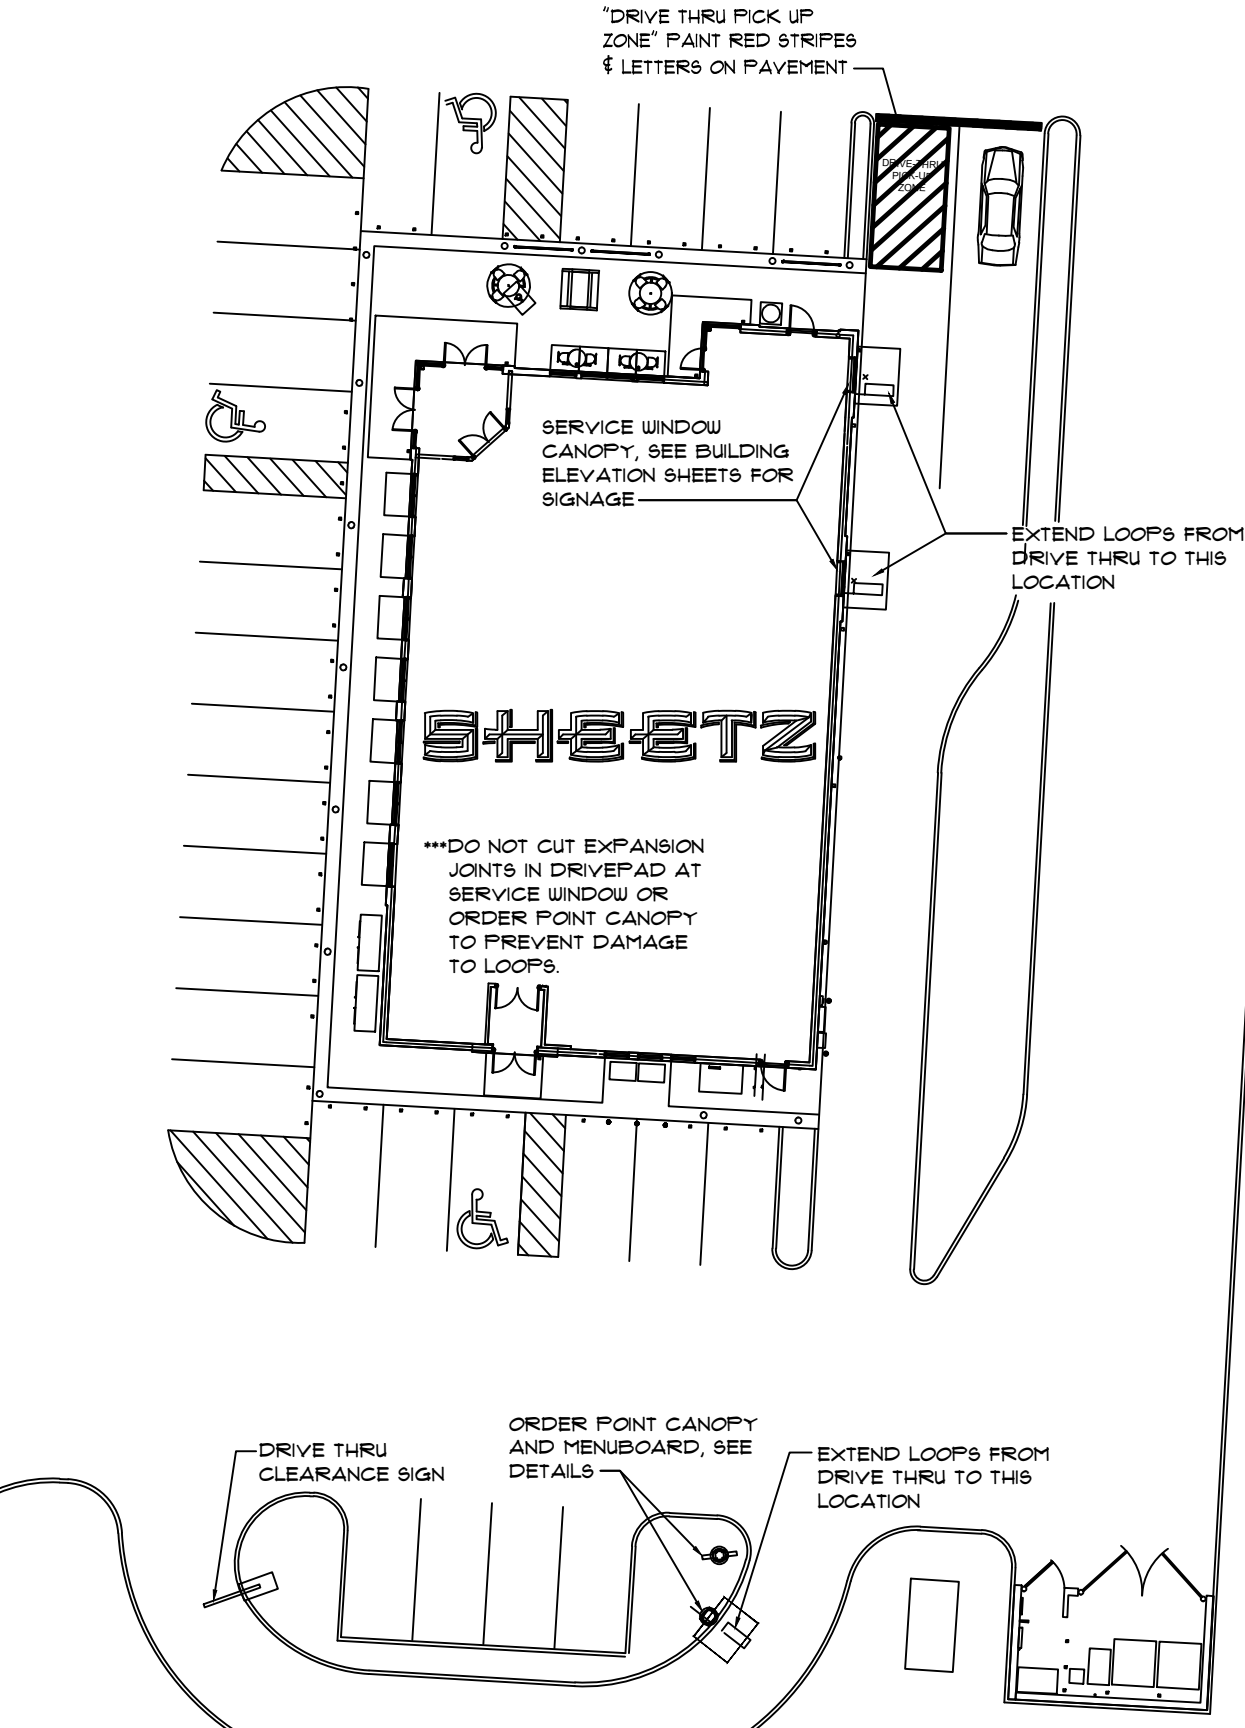 "DRIVE THRU PICK UP
ZONE" PAINT RED STRIPES
& LETTERS ON PAVEMENT
DRIVE-THRU
PICK-UP
ZONE
SERVICE WINDOW
CANOPY, SEE BUILDING
ELEVATION SHEETS FOR
SIGNAGE
EXTEND LOOPS FROM
DRIVE THRU TO THIS
LOCATION
SHEETZ
***DO NOT CUT EXPANSION
JOINTS IN DRIVEPAD AT
SERVICE WINDOW OR
ORDER POINT CANOPY
TO PREVENT DAMAGE
TO LOOPS.
DRIVE THRU
CLEARANCE SIGN
ORDER POINT CANOPY
AND MENUBOARD, SEE
DETAILS
EXTEND LOOPS FROM
DRIVE THRU TO THIS
LOCATION